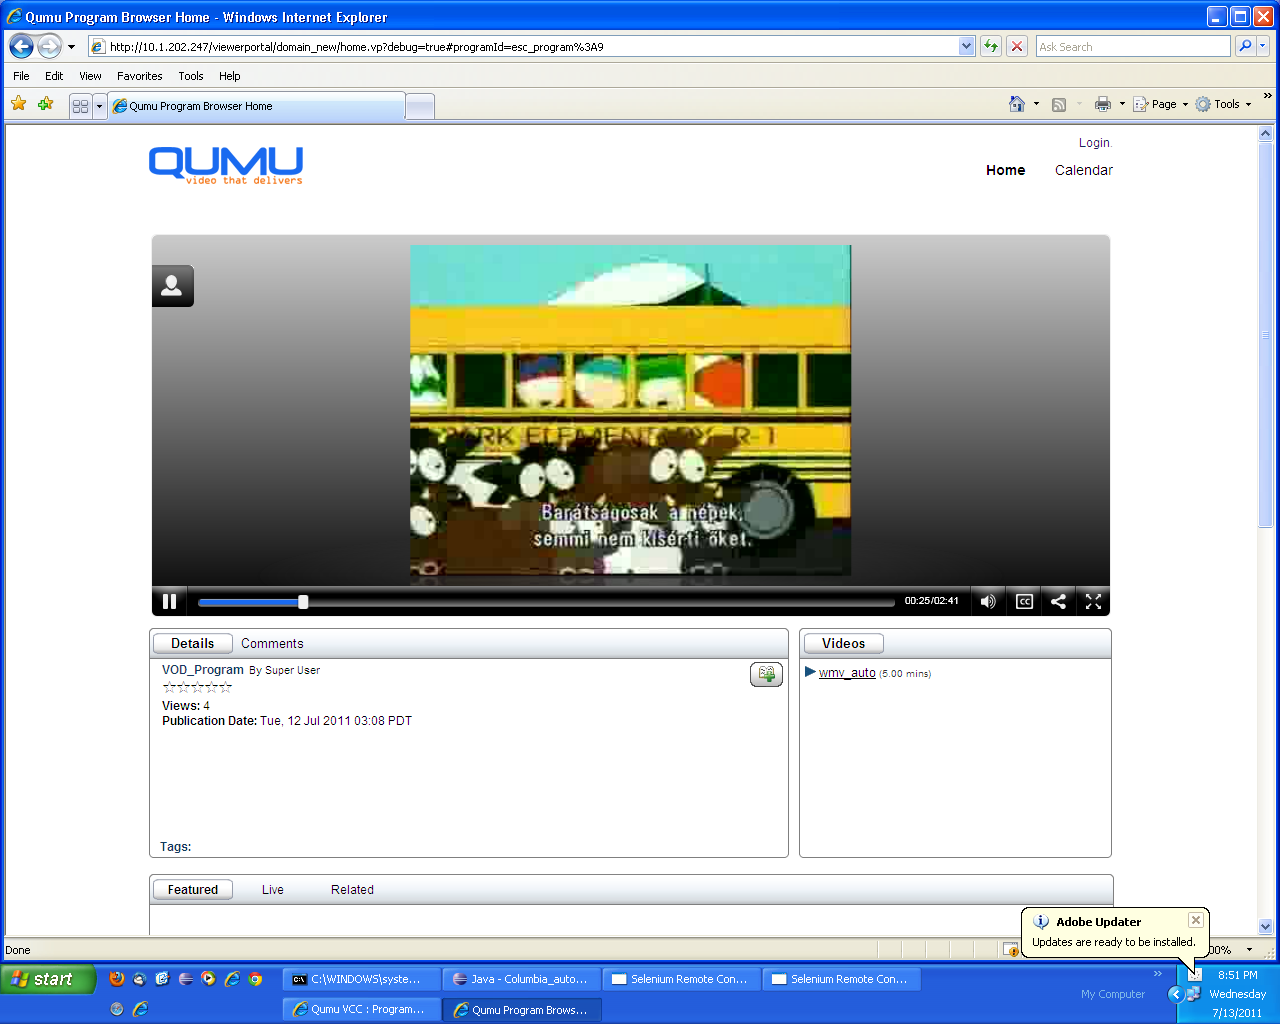 Qumu Program Browser Home - Windows Internet Explorer
http://10.1.202.247/viewerportal/domain_new/home.vp?debug=true#programId=esc_program%3A9
Ask Search
File Edit View Favorites Tools Help
Qumu Program Browser Home
Page Tools
Login
QUMU
video that delivers
Home Calendar
PARK ELEMENTARY R-1
Barátságosak a népek,
semmi nem kísérti őket.
00:25/02:41
CC
Details Comments
Videos
VOD_Program By Super User
wmv_auto (5.00 mins)
Views: 4
Publication Date: Tue, 12 Jul 2011 03:08 PDT
Tags:
Featured Live Related
Adobe Updater
Updates are ready to be installed.
Done
00%
start
C:\WINDOWS\syste...
Java - Columbia_auto...
Selenium Remote Con...
Selenium Remote Con...
8:51 PM
My Computer
Wednesday
Qumu VCC : Program...
Qumu Program Brows...
7/13/2011